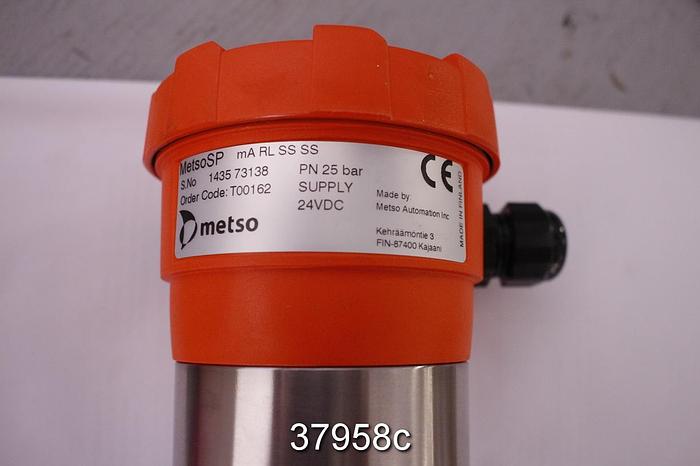 MetsoSP mA RL SS SS
S.No 1435 73138
Order Code: T00162
metso
PN 25 bar
SUPPLY
24VDC
CE
Made by:
Metso Automation Inc
Kehräämöntie 3
FIN-87400 Kajaani
MADE IN FINLAND
37958c